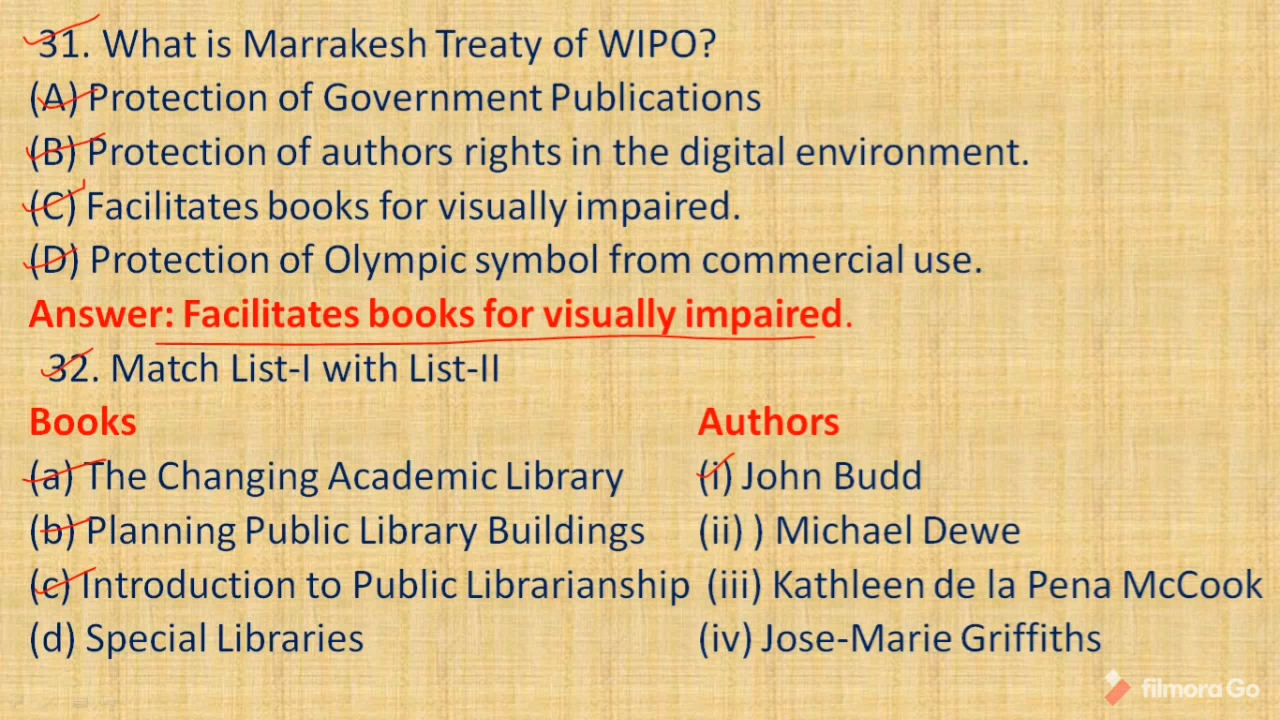 31. What is Marrakesh Treaty of WIPO?
(A) Protection of Government Publications
(B) Protection of authors rights in the digital environment.
(C) Facilitates books for visually impaired.
(D) Protection of Olympic symbol from commercial use.
Answer: Facilitates books for visually impaired.
32. Match List-I with List-II
Books Authors
(a) The Changing Academic Library (i) John Budd
(b) Planning Public Library Buildings (ii) ) Michael Dewe
(c) Introduction to Public Librarianship (iii) Kathleen de la Pena McCook
(d) Special Libraries (iv) Jose-Marie Griffiths
filmora Go